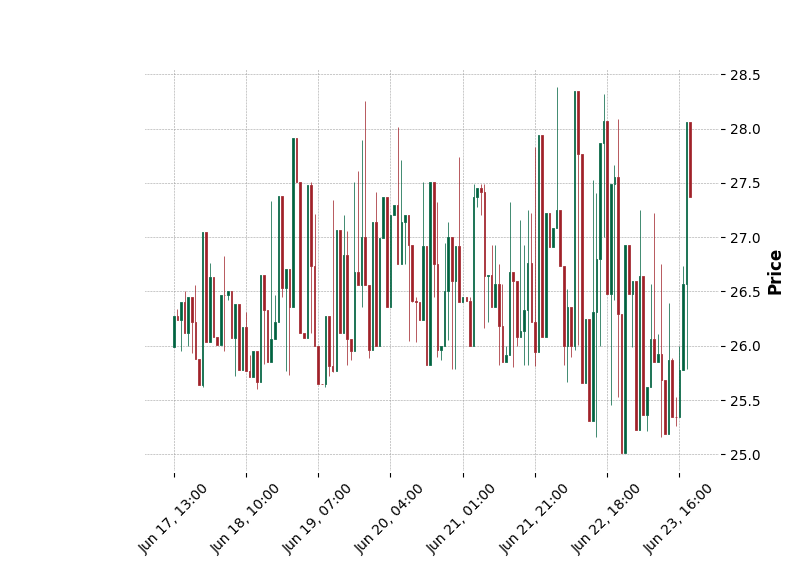 28.5
28.0
27.5
27.0
26.5
26.0
25.5
25.0
Price
Jun 17, 13:00
Jun 18, 10:00
Jun 19, 07:00
Jun 20, 04:00
Jun 21, 01:00
Jun 21, 21:00
Jun 22, 18:00
Jun 23, 16:00